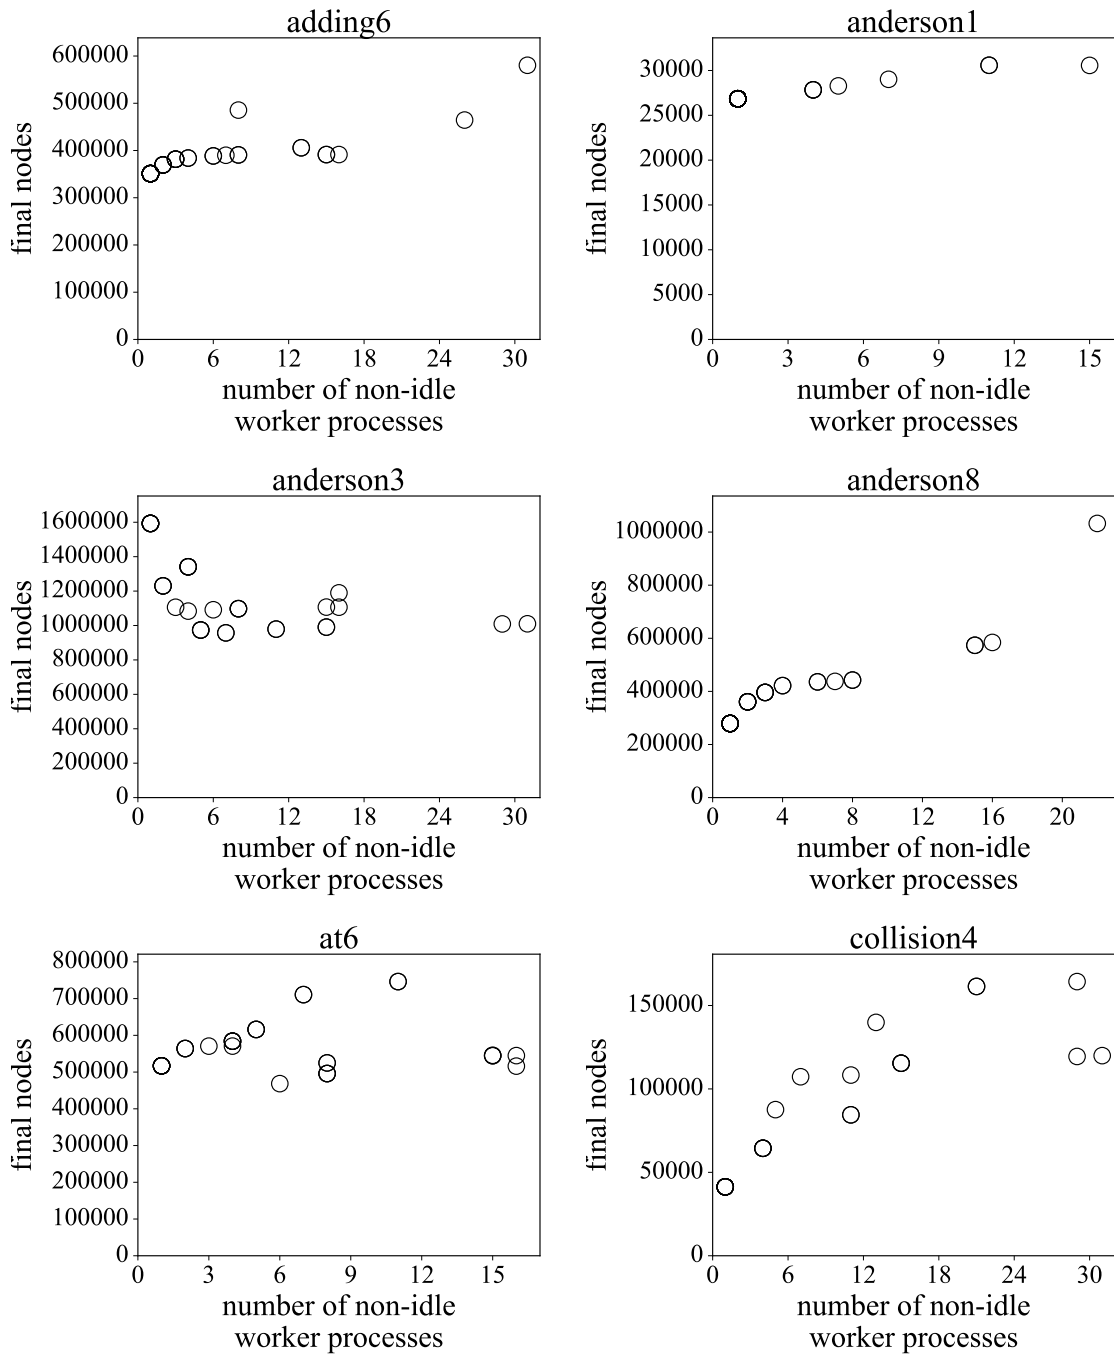 adding6
600000
500000
400000
300000
200000
100000
0
final nodes
0 6 12 18 24 30
number of non-idle
worker processes
anderson1
30000
25000
20000
15000
10000
5000
0
final nodes
0 3 6 9 12 15
number of non-idle
worker processes
anderson3
1600000
1400000
1200000
1000000
800000
600000
400000
200000
0
final nodes
0 6 12 18 24 30
number of non-idle
worker processes
anderson8
1000000
800000
600000
400000
200000
0
final nodes
0 4 8 12 16 20
number of non-idle
worker processes
at6
800000
700000
600000
500000
400000
300000
200000
100000
0
final nodes
0 3 6 9 12 15
number of non-idle
worker processes
collision4
150000
100000
50000
0
final nodes
0 6 12 18 24 30
number of non-idle
worker processes